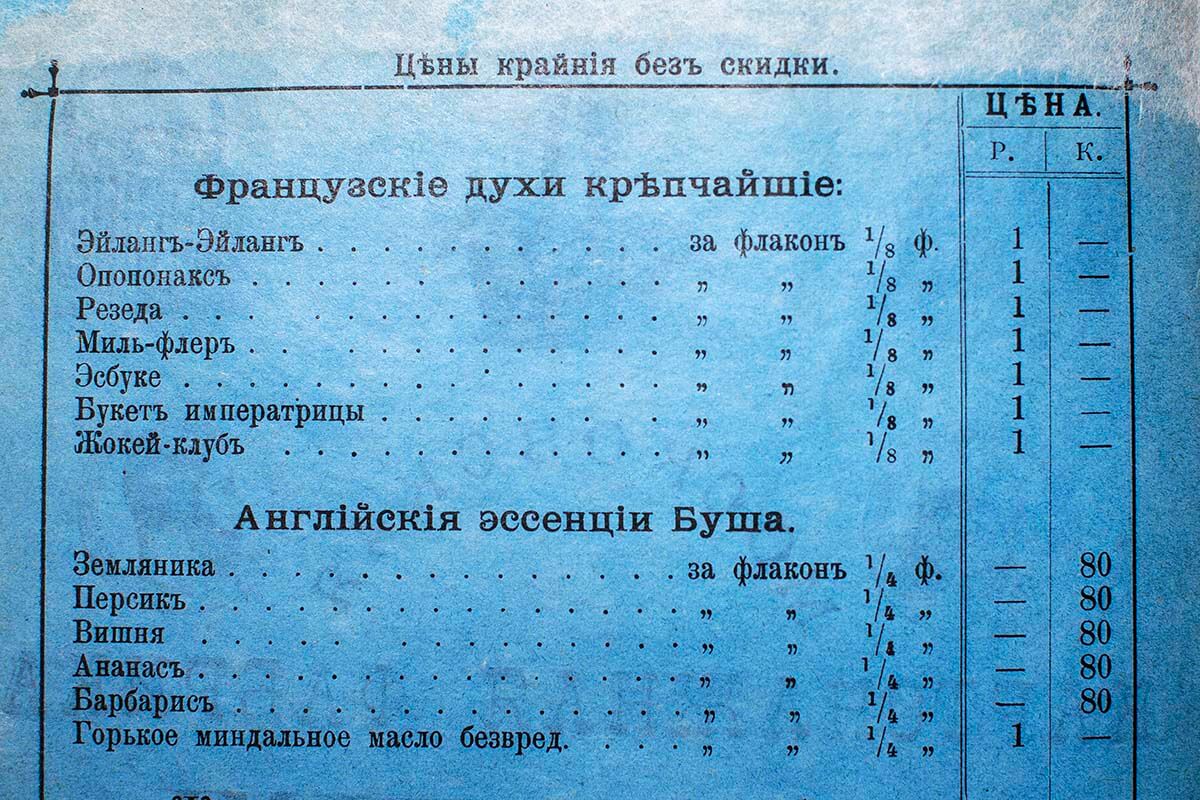 Цѣны крайнія безъ скидки.
ЦѢНА.
Р. К.
Французскіе духи крѣпчайшіе:
Эйлангъ-Эйлангъ . . . . . . . . . . . за флаконъ 1/8 ф. 1 —
Опопонаксъ . . . . . . . . . . . . . „ „ 1/8 „ 1 —
Резеда . . . . . . . . . . . . . . . „ „ 1/8 „ 1 —
Миль-флеръ . . . . . . . . . . . . . „ „ 1/8 „ 1 —
Эсбуке . . . . . . . . . . . . . . . „ „ 1/8 „ 1 —
Букетъ императрицы . . . . . . . . . „ „ 1/8 „ 1 —
Жокей-клубъ . . . . . . . . . . . . „ „ 1/8 „ 1 —
Англійскія эссенціи Буша.
Земляника . . . . . . . . . . . . . . за флаконъ 1/4 ф. — 80
Персикъ . . . . . . . . . . . . . . . „ „ 1/4 „ — 80
Вишня . . . . . . . . . . . . . . . „ „ 1/4 „ — 80
Ананасъ . . . . . . . . . . . . . . . „ „ 1/4 „ — 80
Барбарисъ . . . . . . . . . . . . . . „ „ 1/4 „ — 80
Горькое миндальное масло безвред. . . . . „ „ 1/4 „ 1 —